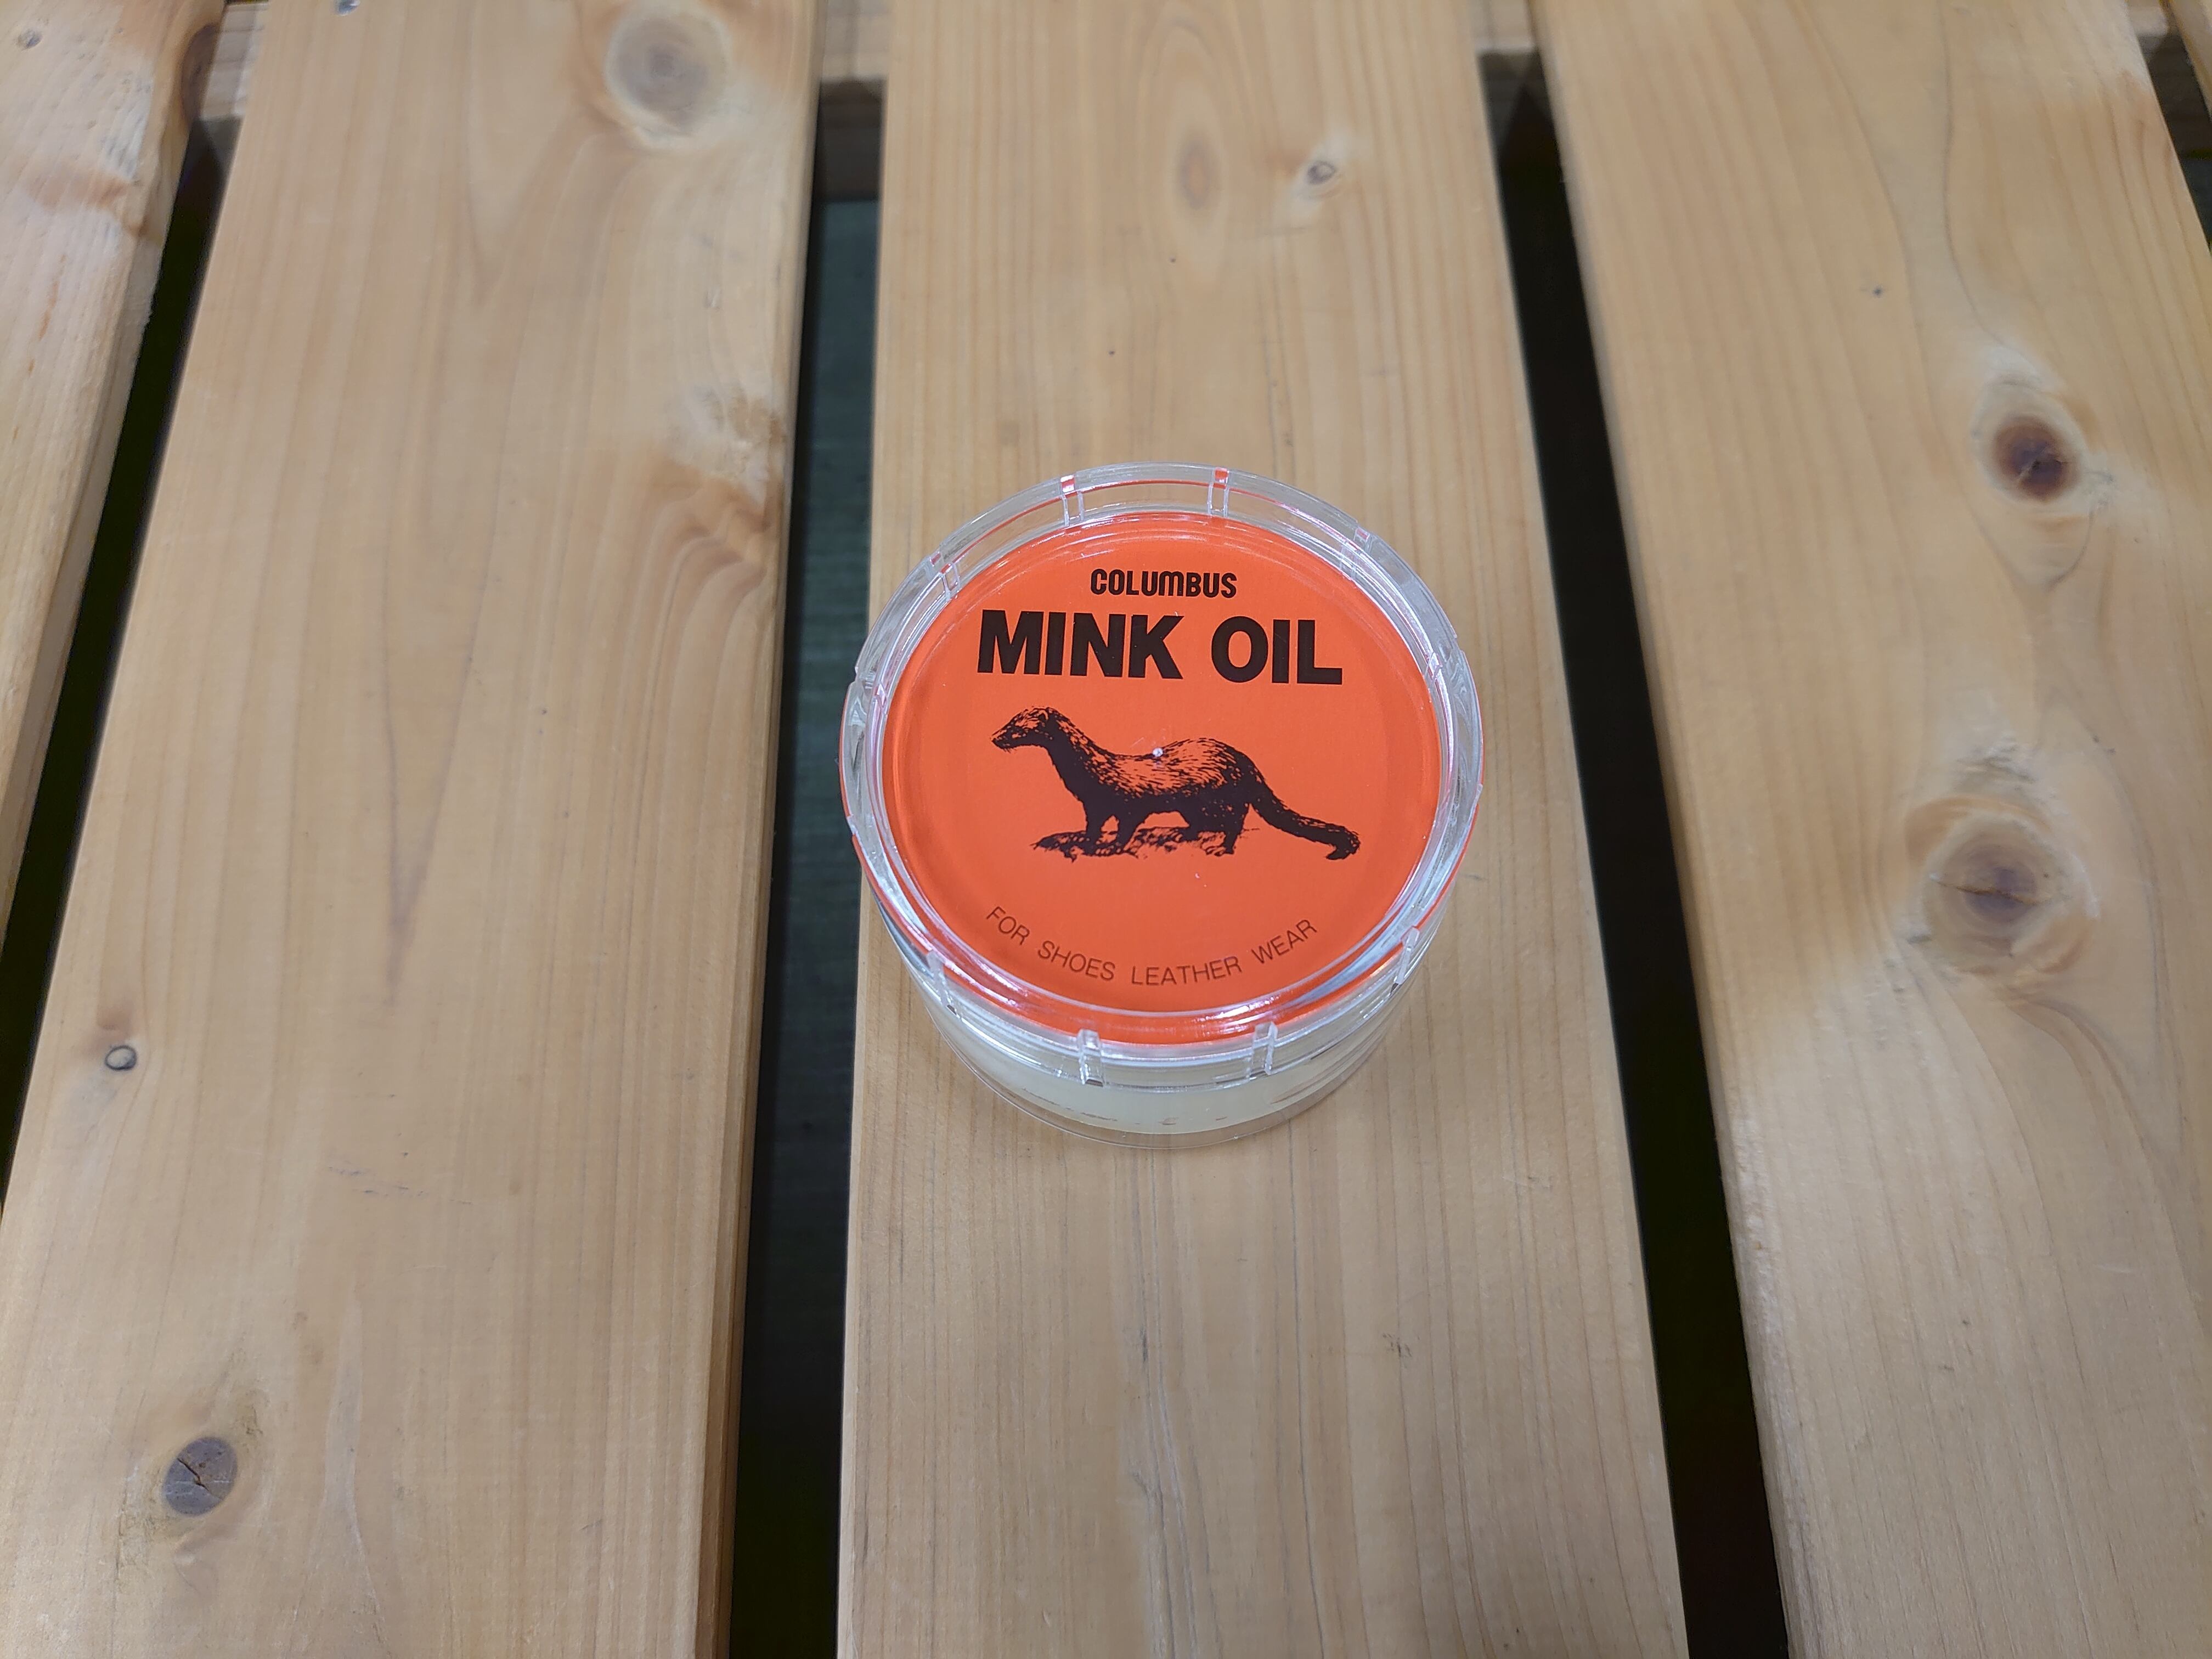 COLUMBUS
MINK OIL
FOR SHOES LEATHER WEAR